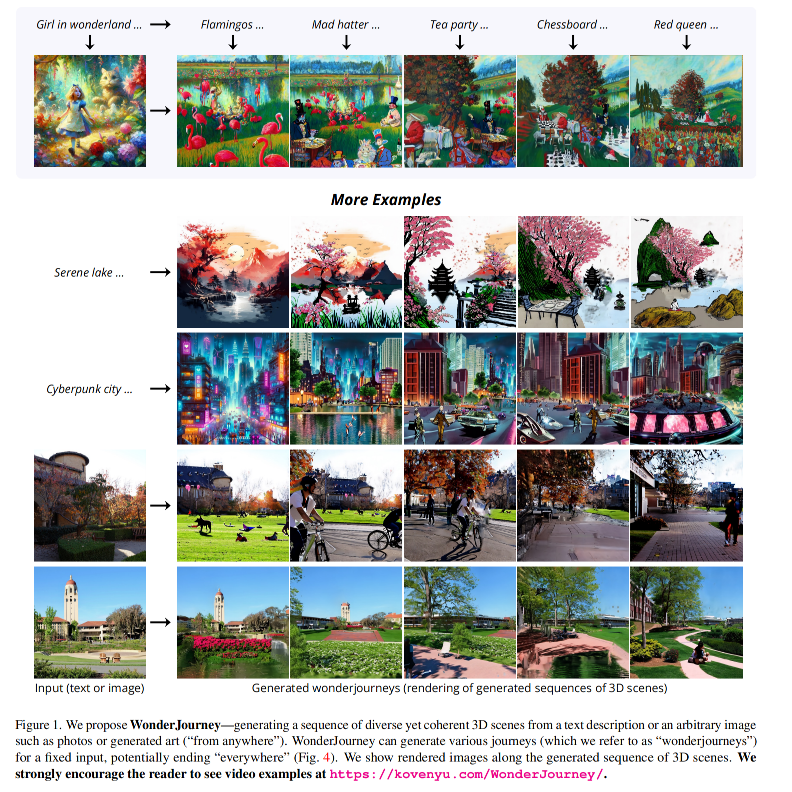 Girl in wonderland ... Flamingos ... Mad hatter ... Tea party ... Chessboard ... Red queen ...
More Examples
Serene lake ...
Cyberpunk city ...
Input (text or image) Generated wonderjourneys (rendering of generated sequences of 3D scenes)
Figure 1. We propose WonderJourney—generating a sequence of diverse yet coherent 3D scenes from a text description or an arbitrary image
such as photos or generated art (“from anywhere”). WonderJourney can generate various journeys (which we refer to as “wonderjourneys”)
for a fixed input, potentially ending “everywhere” (Fig. 4). We show rendered images along the generated sequence of 3D scenes. We
strongly encourage the reader to see video examples at https://kovenyu.com/WonderJourney/.